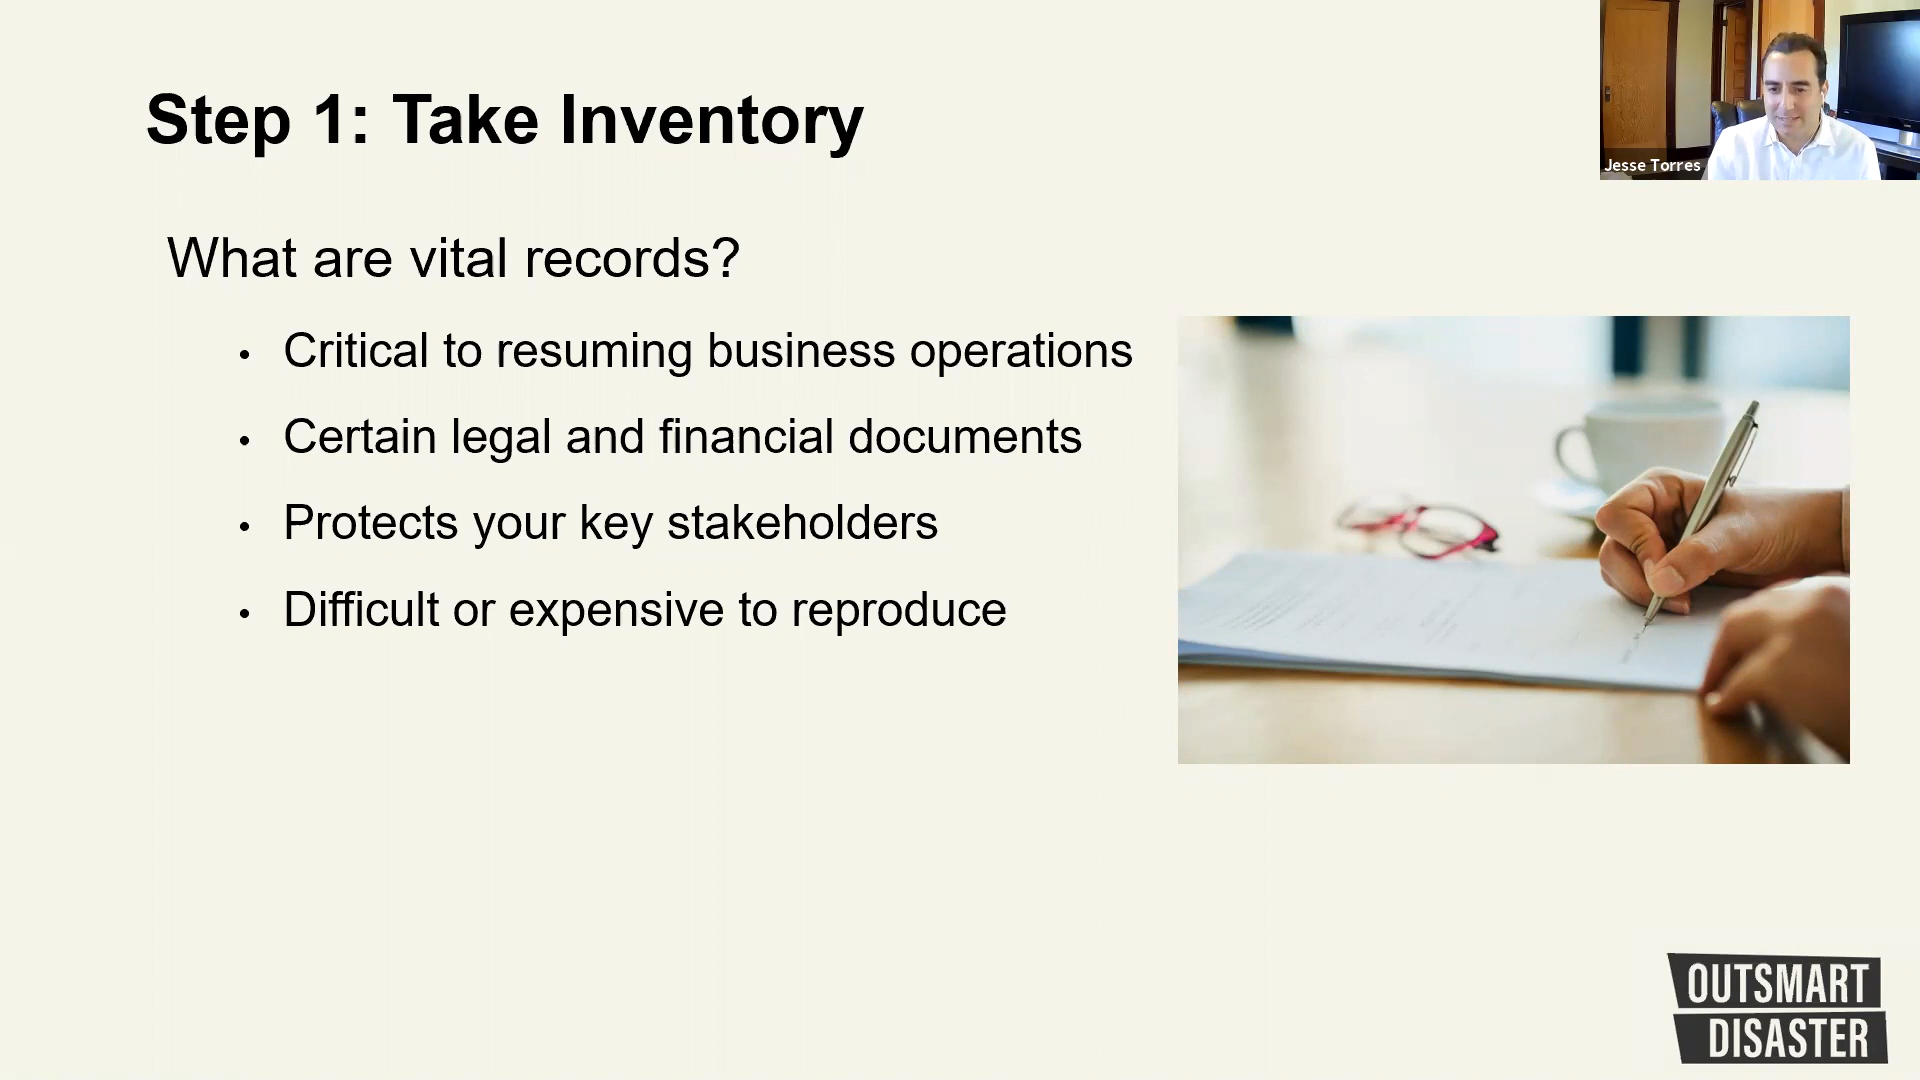 Step 1: Take Inventory
Jesse Torres
What are vital records?
• Critical to resuming business operations
• Certain legal and financial documents
• Protects your key stakeholders
• Difficult or expensive to reproduce
OUTSMART
DISASTER